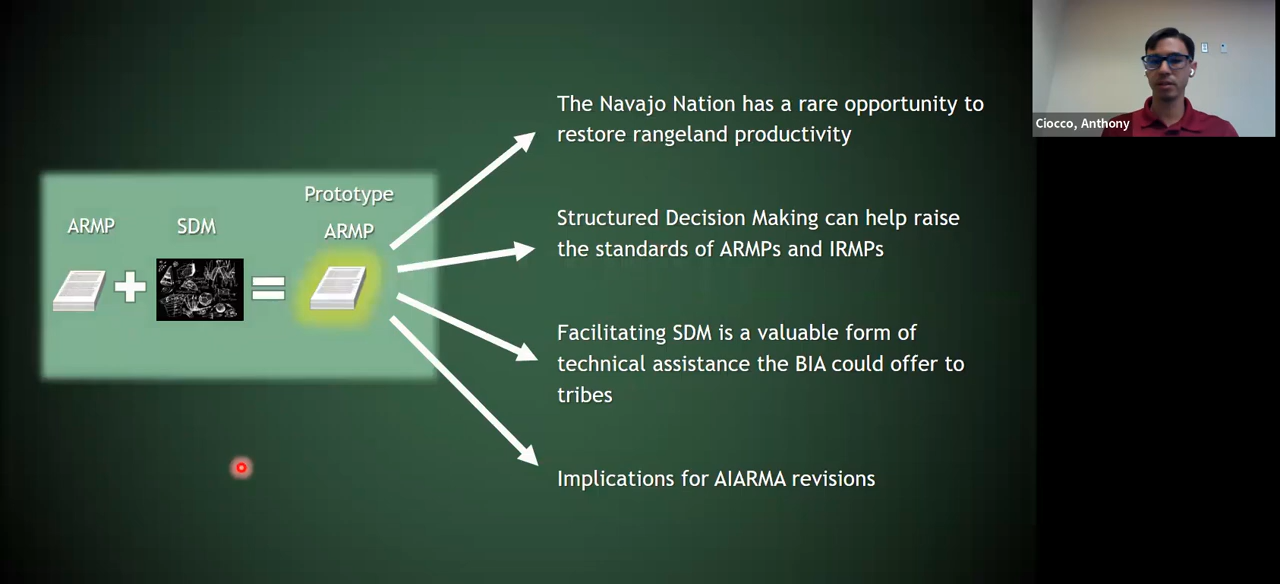 The Navajo Nation has a rare opportunity to
restore rangeland productivity
Ciocco, Anthony
Prototype
ARMP
SDM
ARMP
Structured Decision Making can help raise
the standards of ARMPs and IRMPs
Facilitating SDM is a valuable form of
technical assistance the BIA could offer to
tribes
Implications for AIARMA revisions